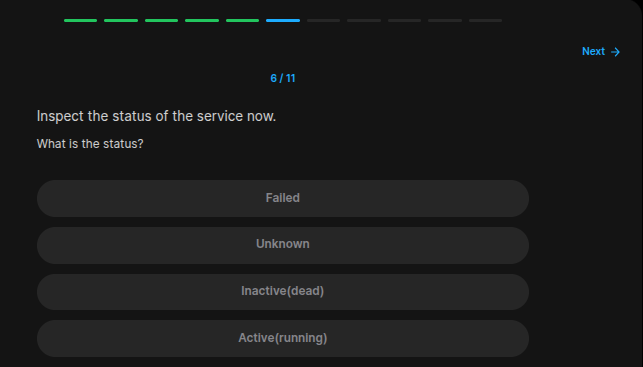 Next →
6 / 11
Inspect the status of the service now.
What is the status?
Failed
Unknown
Inactive(dead)
Active(running)